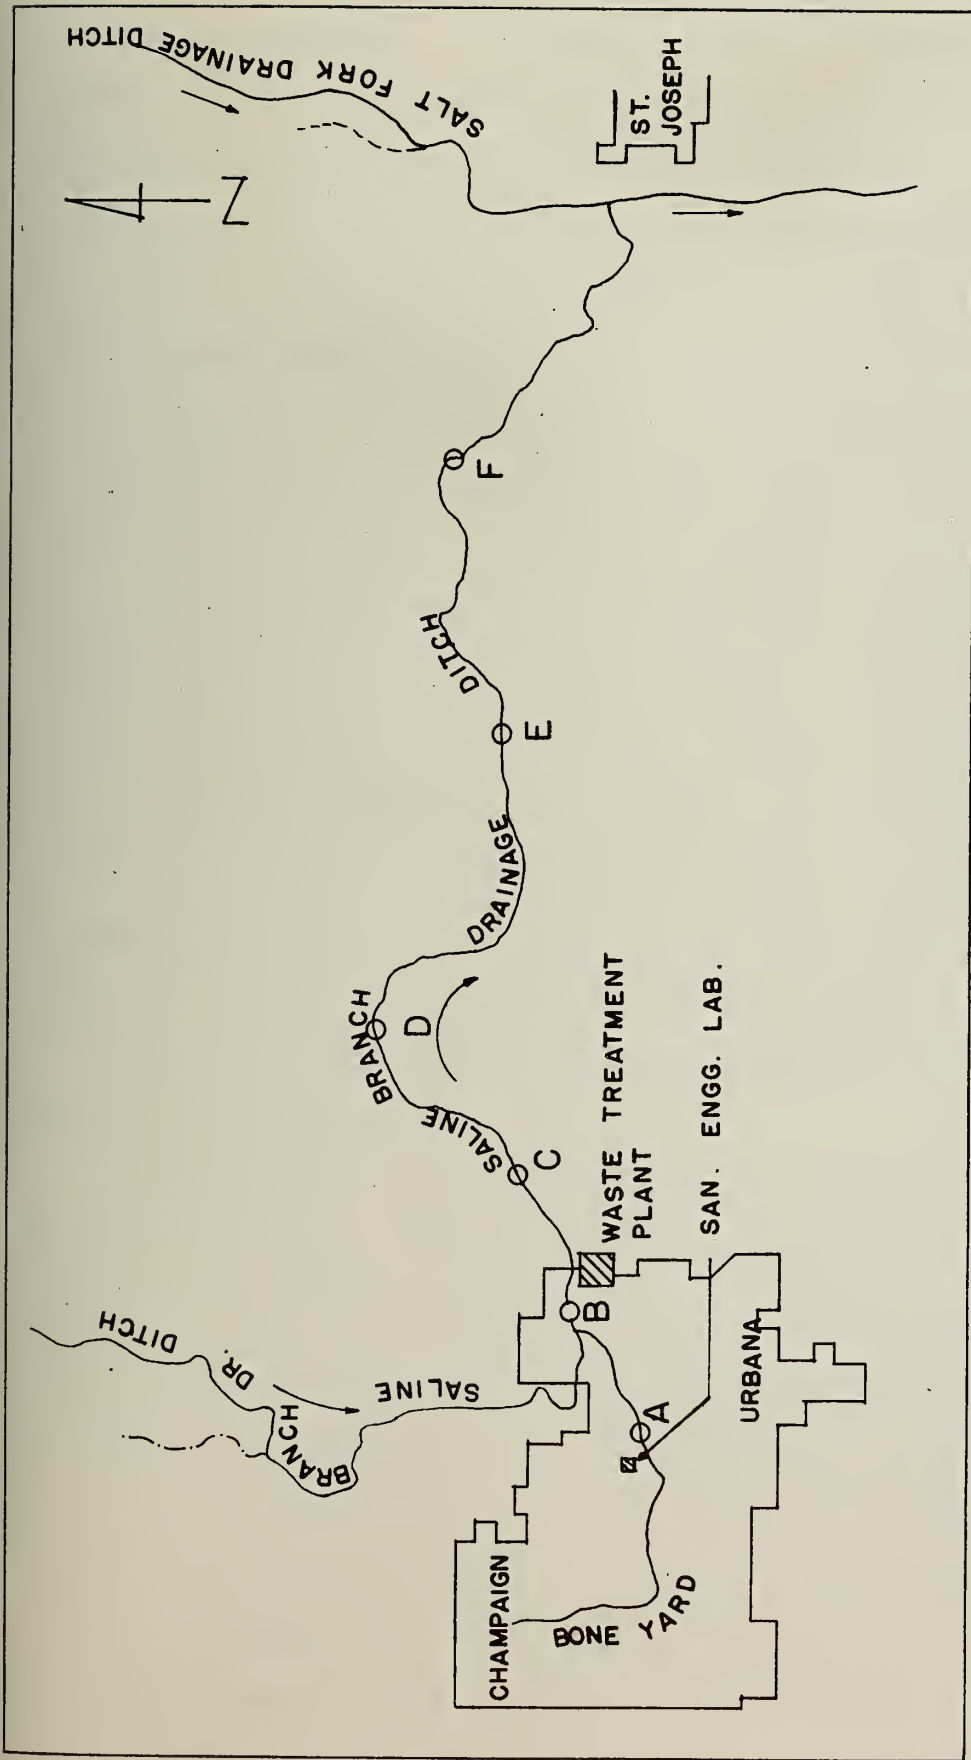 SALT FORK DRAINAGE DITCH
N
ST.
JOSEPH
SALINE BRANCH DR. DITCH
SALINE BRANCH DRAINAGE DITCH
F
E
D
C
B
A
WASTE TREATMENT
PLANT
SAN. ENGG. LAB.
CHAMPAIGN
URBANA
BONE YARD